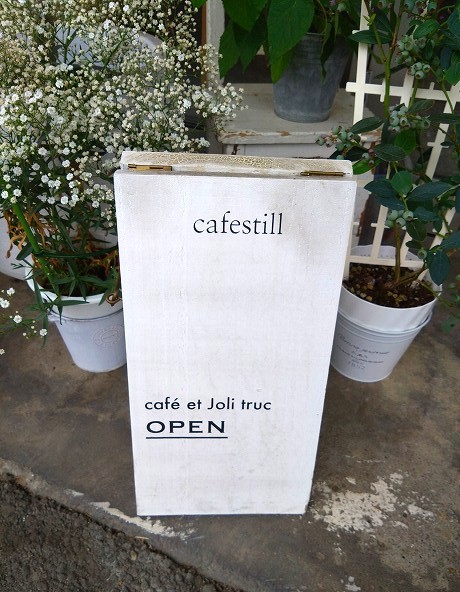 cafestill
café et Joli truc
OPEN